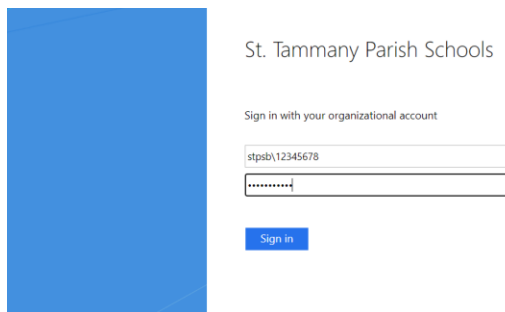 St. Tammany Parish Schools
Sign in with your organizational account
stpsb\12345678
•••••••••••
Sign in